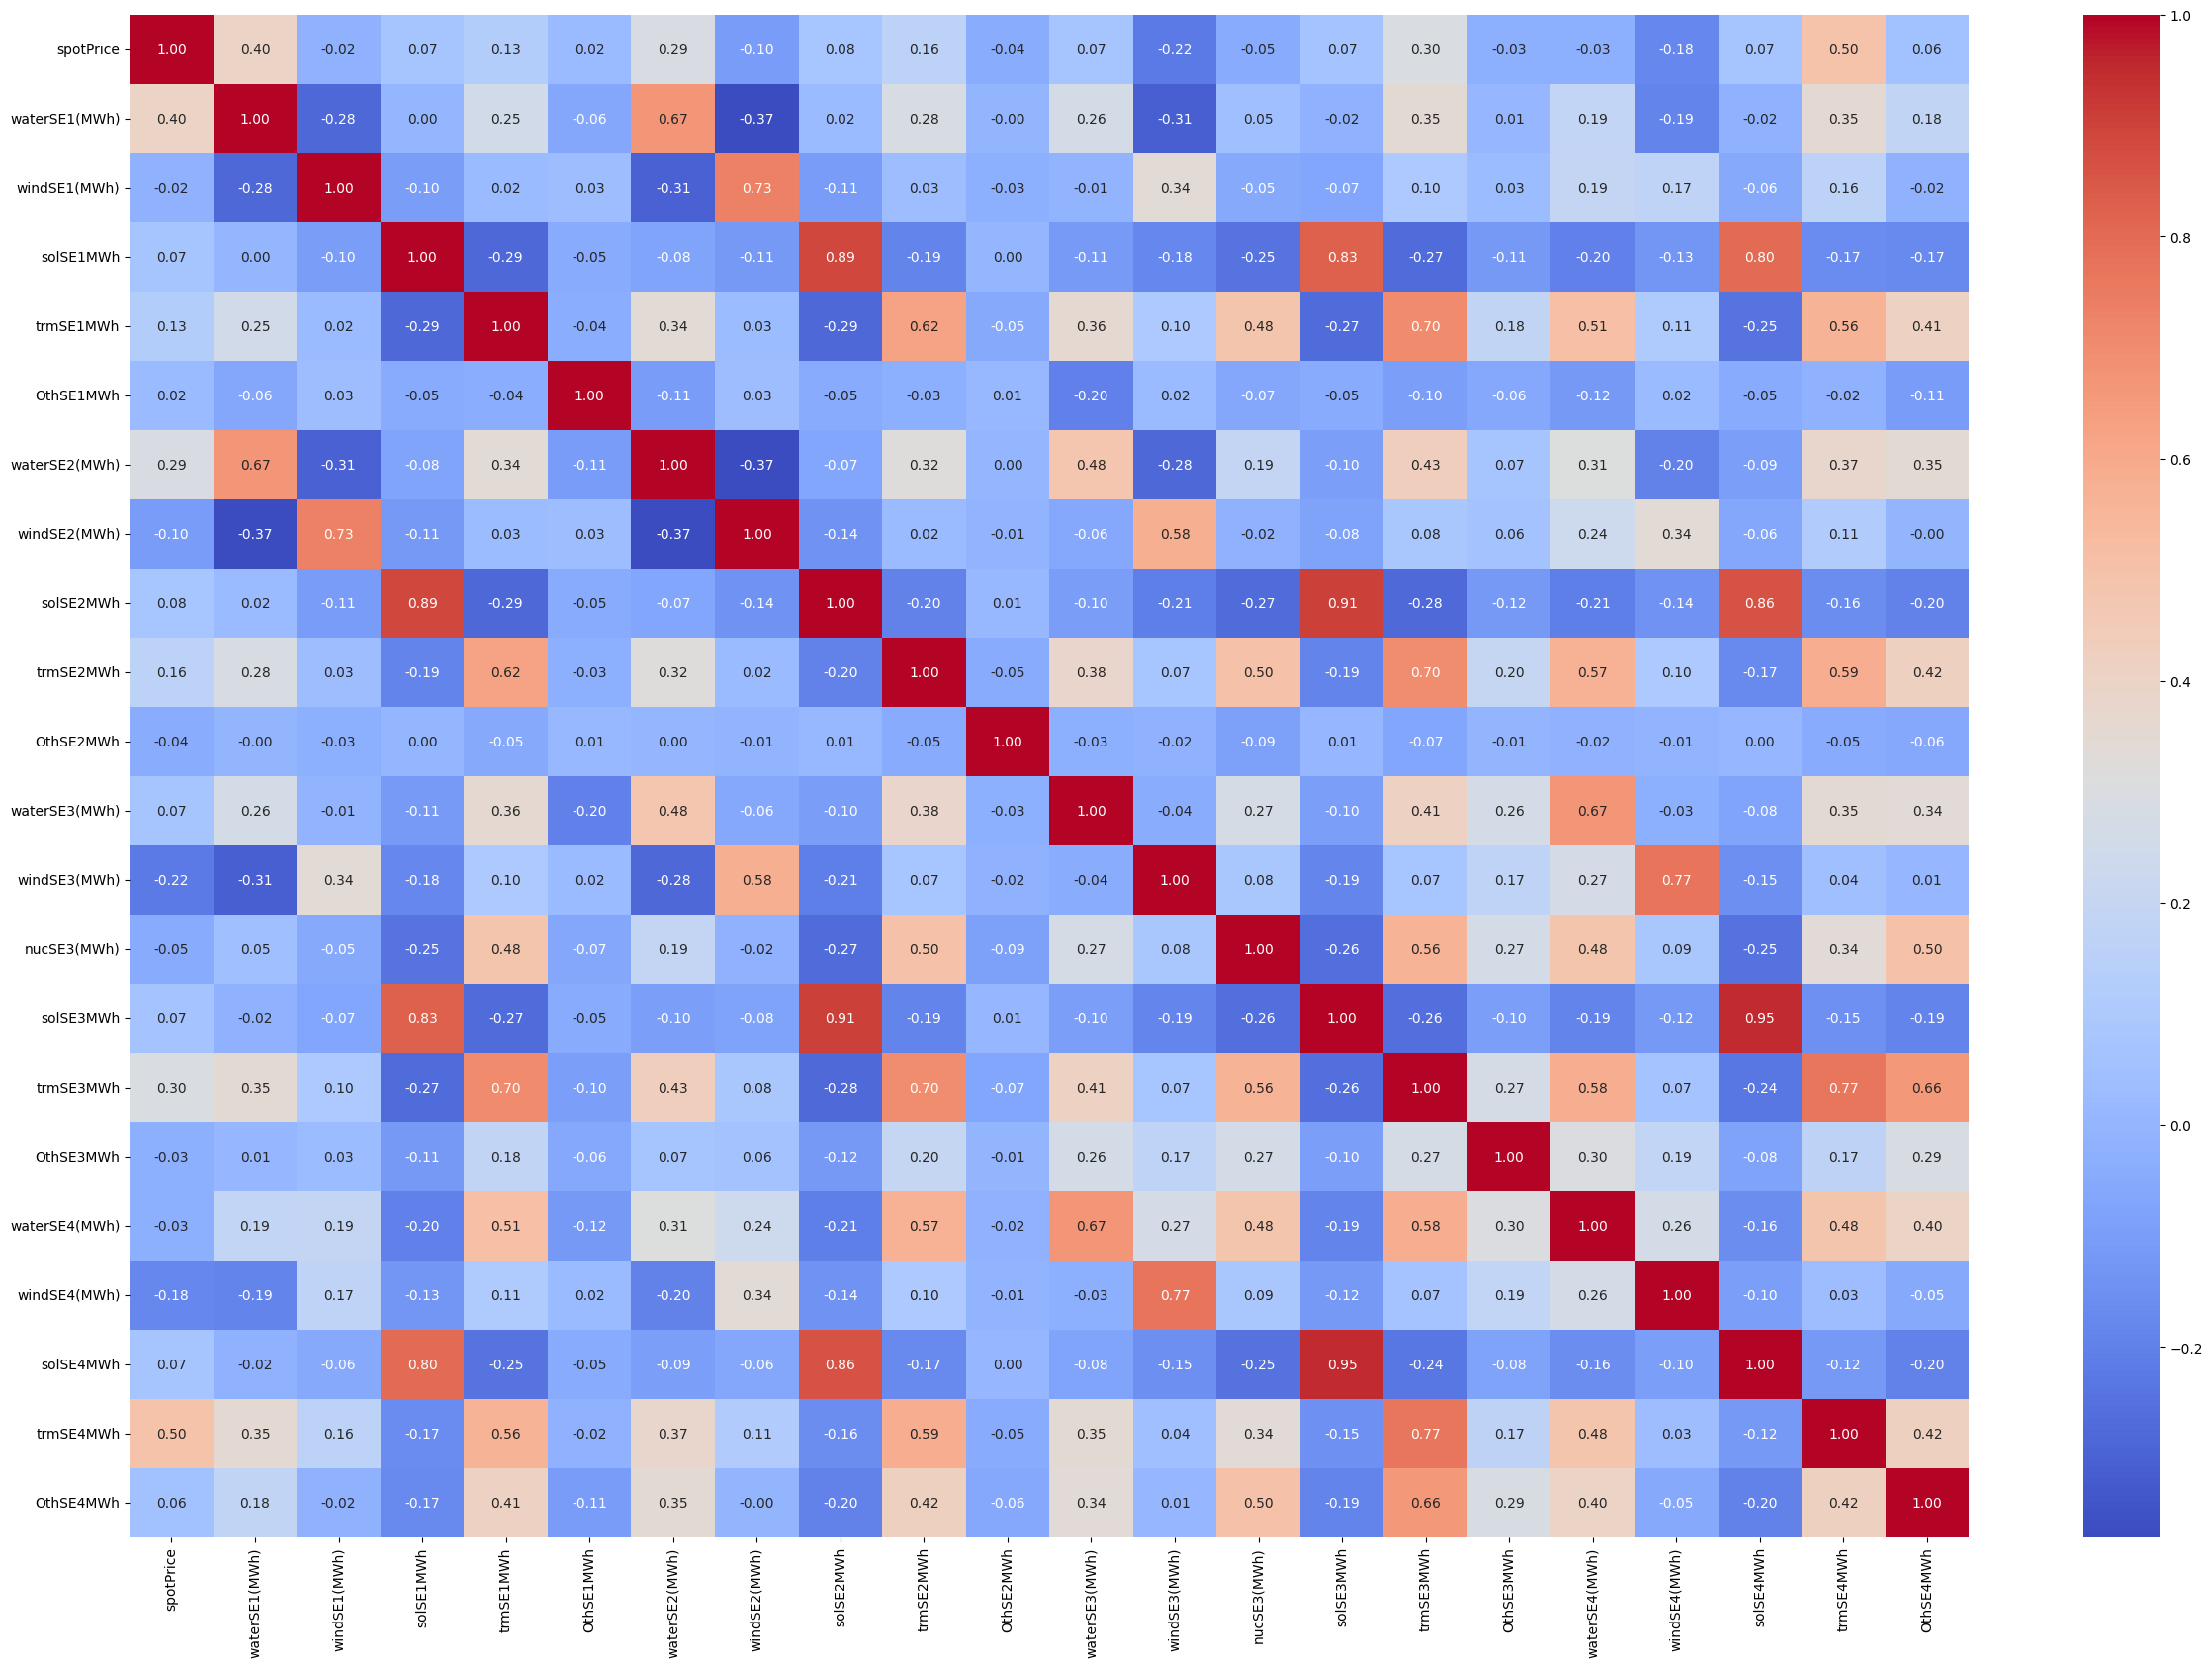 spotPrice 1.00 0.40 -0.02 0.07 0.13 0.02 0.29 -0.10 0.08 0.16 -0.04 0.07 -0.22 -0.05 0.07 0.30 -0.03 -0.03 -0.18 0.07 0.50 0.06
waterSE1(MWh) 0.40 1.00 -0.28 0.00 0.25 -0.06 0.67 -0.37 0.02 0.28 -0.00 0.26 -0.31 0.05 -0.02 0.35 0.01 0.19 -0.19 -0.02 0.35 0.18
windSE1(MWh) -0.02 -0.28 1.00 -0.10 0.02 0.03 -0.31 0.73 -0.11 0.03 -0.03 -0.01 0.34 -0.05 -0.07 0.10 0.03 0.19 0.17 -0.06 0.16 -0.02
solSE1MWh 0.07 0.00 -0.10 1.00 -0.29 -0.05 -0.08 -0.11 0.89 -0.19 0.00 -0.11 -0.18 -0.25 0.83 -0.27 -0.11 -0.20 -0.13 0.80 -0.17 -0.17
trmSE1MWh 0.13 0.25 0.02 -0.29 1.00 -0.04 0.34 0.03 -0.29 0.62 -0.05 0.36 0.10 0.48 -0.27 0.70 0.18 0.51 0.11 -0.25 0.56 0.41
OthSE1MWh 0.02 -0.06 0.03 -0.05 -0.04 1.00 -0.11 0.03 -0.05 -0.03 0.01 -0.20 0.02 -0.07 -0.05 -0.10 -0.06 -0.12 0.02 -0.05 -0.02 -0.11
waterSE2(MWh) 0.29 0.67 -0.31 -0.08 0.34 -0.11 1.00 -0.37 -0.07 0.32 0.00 0.48 -0.28 0.19 -0.10 0.43 0.07 0.31 -0.20 -0.09 0.37 0.35
windSE2(MWh) -0.10 -0.37 0.73 -0.11 0.03 0.03 -0.37 1.00 -0.14 0.02 -0.01 -0.06 0.58 -0.02 -0.08 0.08 0.06 0.24 0.34 -0.06 0.11 -0.00
solSE2MWh 0.08 0.02 -0.11 0.89 -0.29 -0.05 -0.07 -0.14 1.00 -0.20 0.01 -0.10 -0.21 -0.27 0.91 -0.28 -0.12 -0.21 -0.14 0.86 -0.16 -0.20
trmSE2MWh 0.16 0.28 0.03 -0.19 0.62 -0.03 0.32 0.02 -0.20 1.00 -0.05 0.38 0.07 0.50 -0.19 0.70 0.20 0.57 0.10 -0.17 0.59 0.42
OthSE2MWh -0.04 -0.00 -0.03 0.00 -0.05 0.01 0.00 -0.01 0.01 -0.05 1.00 -0.03 -0.02 -0.09 0.01 -0.07 -0.01 -0.02 -0.01 0.00 -0.05 -0.06
waterSE3(MWh) 0.07 0.26 -0.01 -0.11 0.36 -0.20 0.48 -0.06 -0.10 0.38 -0.03 1.00 -0.04 0.27 -0.10 0.41 0.26 0.67 -0.03 -0.08 0.35 0.34
windSE3(MWh) -0.22 -0.31 0.34 -0.18 0.10 0.02 -0.28 0.58 -0.21 0.07 -0.02 -0.04 1.00 0.08 -0.19 0.07 0.17 0.27 0.77 -0.15 0.04 0.01
nucSE3(MWh) -0.05 0.05 -0.05 -0.25 0.48 -0.07 0.19 -0.02 -0.27 0.50 -0.09 0.27 0.08 1.00 -0.26 0.56 0.27 0.48 0.09 -0.25 0.34 0.50
solSE3MWh 0.07 -0.02 -0.07 0.83 -0.27 -0.05 -0.10 -0.08 0.91 -0.19 0.01 -0.10 -0.19 -0.26 1.00 -0.26 -0.10 -0.19 -0.12 0.95 -0.15 -0.19
trmSE3MWh 0.30 0.35 0.10 -0.27 0.70 -0.10 0.43 0.08 -0.28 0.70 -0.07 0.41 0.07 0.56 -0.26 1.00 0.27 0.58 0.07 -0.24 0.77 0.66
OthSE3MWh -0.03 0.01 0.03 -0.11 0.18 -0.06 0.07 0.06 -0.12 0.20 -0.01 0.26 0.17 0.27 -0.10 0.27 1.00 0.30 0.19 -0.08 0.17 0.29
waterSE4(MWh) -0.03 0.19 0.19 -0.20 0.51 -0.12 0.31 0.24 -0.21 0.57 -0.02 0.67 0.27 0.48 -0.19 0.58 0.30 1.00 0.26 -0.16 0.48 0.40
windSE4(MWh) -0.18 -0.19 0.17 -0.13 0.11 0.02 -0.20 0.34 -0.14 0.10 -0.01 -0.03 0.77 0.09 -0.12 0.07 0.19 0.26 1.00 -0.10 0.03 -0.05
solSE4MWh 0.07 -0.02 -0.06 0.80 -0.25 -0.05 -0.09 -0.06 0.86 -0.17 0.00 -0.08 -0.15 -0.25 0.95 -0.24 -0.08 -0.16 -0.10 1.00 -0.12 -0.20
trmSE4MWh 0.50 0.35 0.16 -0.17 0.56 -0.02 0.37 0.11 -0.16 0.59 -0.05 0.35 0.04 0.34 -0.15 0.77 0.17 0.48 0.03 -0.12 1.00 0.42
OthSE4MWh 0.06 0.18 -0.02 -0.17 0.41 -0.11 0.35 -0.00 -0.20 0.42 -0.06 0.34 0.01 0.50 -0.19 0.66 0.29 0.40 -0.05 -0.20 0.42 1.00
spotPrice
waterSE1(MWh)
windSE1(MWh)
solSE1MWh
trmSE1MWh
OthSE1MWh
waterSE2(MWh)
windSE2(MWh)
solSE2MWh
trmSE2MWh
OthSE2MWh
waterSE3(MWh)
windSE3(MWh)
nucSE3(MWh)
solSE3MWh
trmSE3MWh
OthSE3MWh
waterSE4(MWh)
windSE4(MWh)
solSE4MWh
trmSE4MWh
OthSE4MWh
1.0
0.8
0.6
0.4
0.2
0.0
−0.2